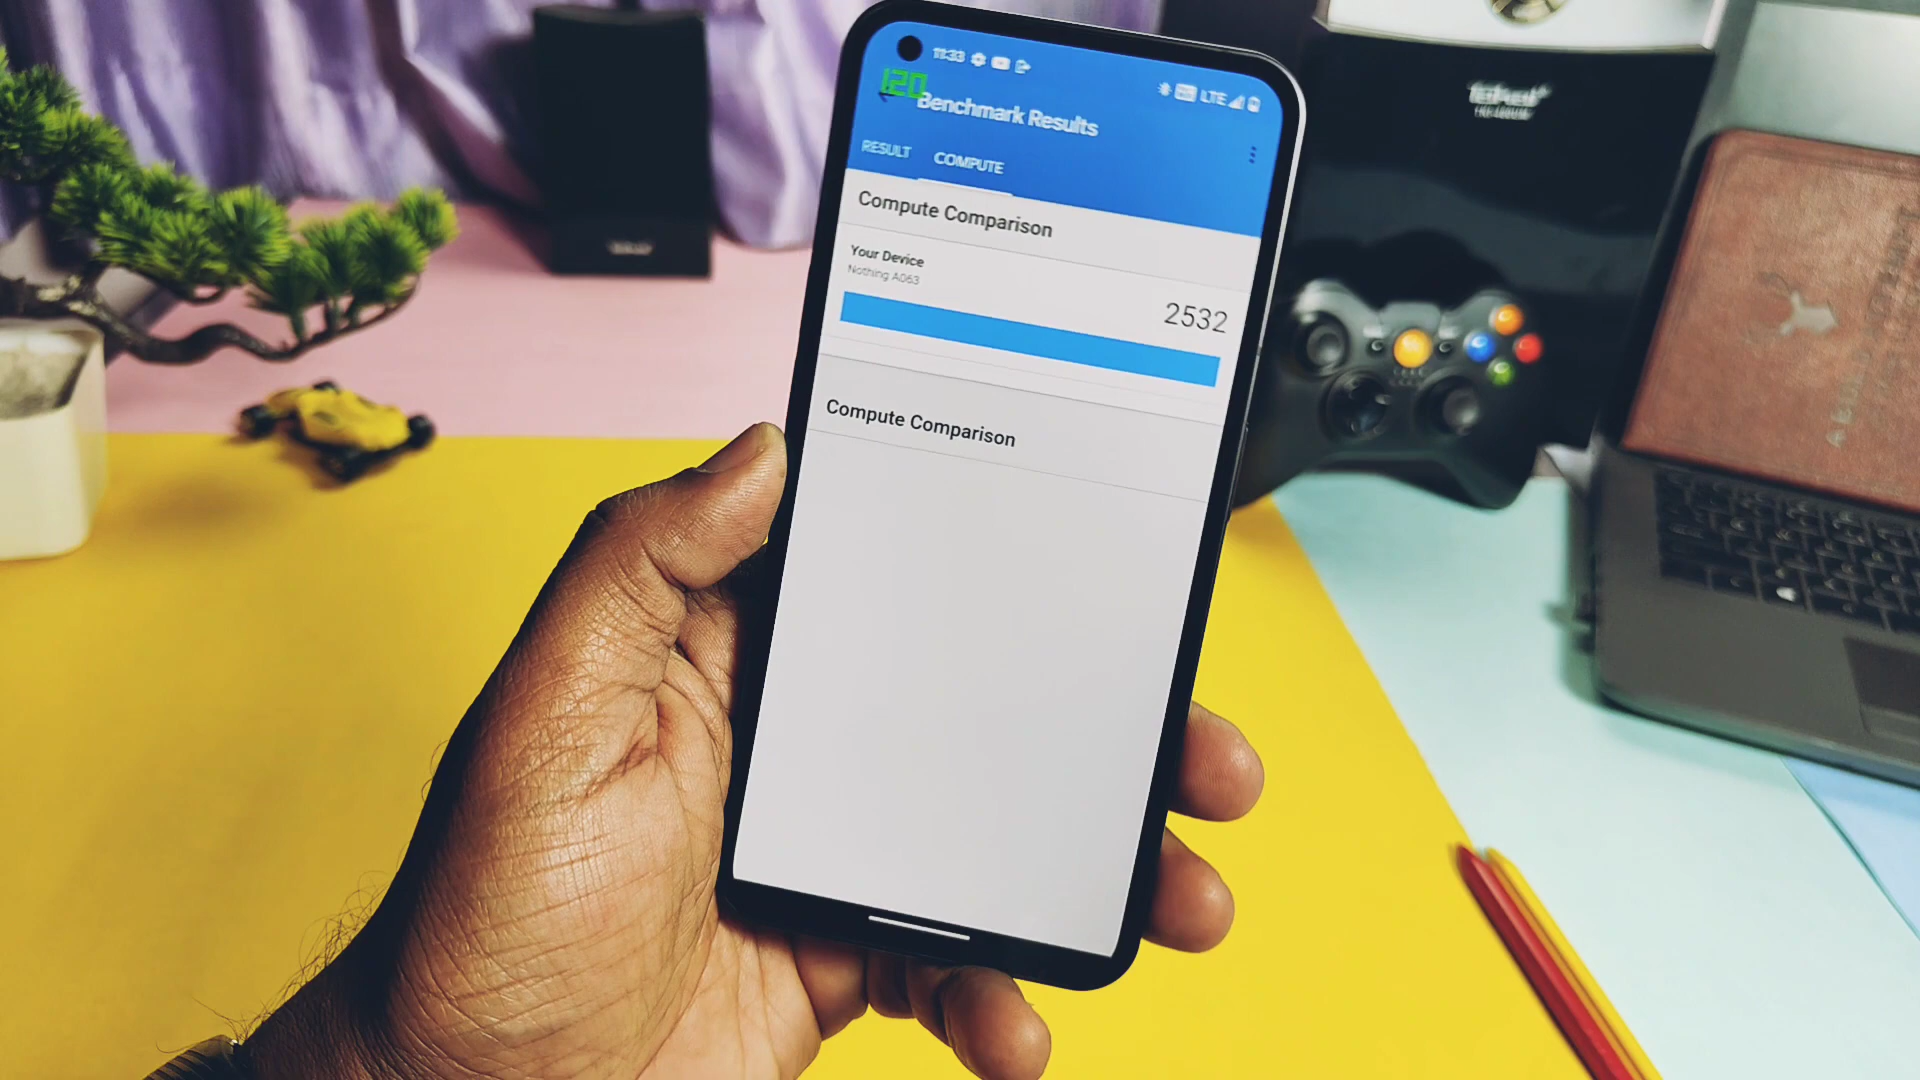 11:33
LTE
120
Benchmark Results
RESULT
COMPUTE
Compute Comparison
Your Device
Nothing A063
2532
Compute Comparison